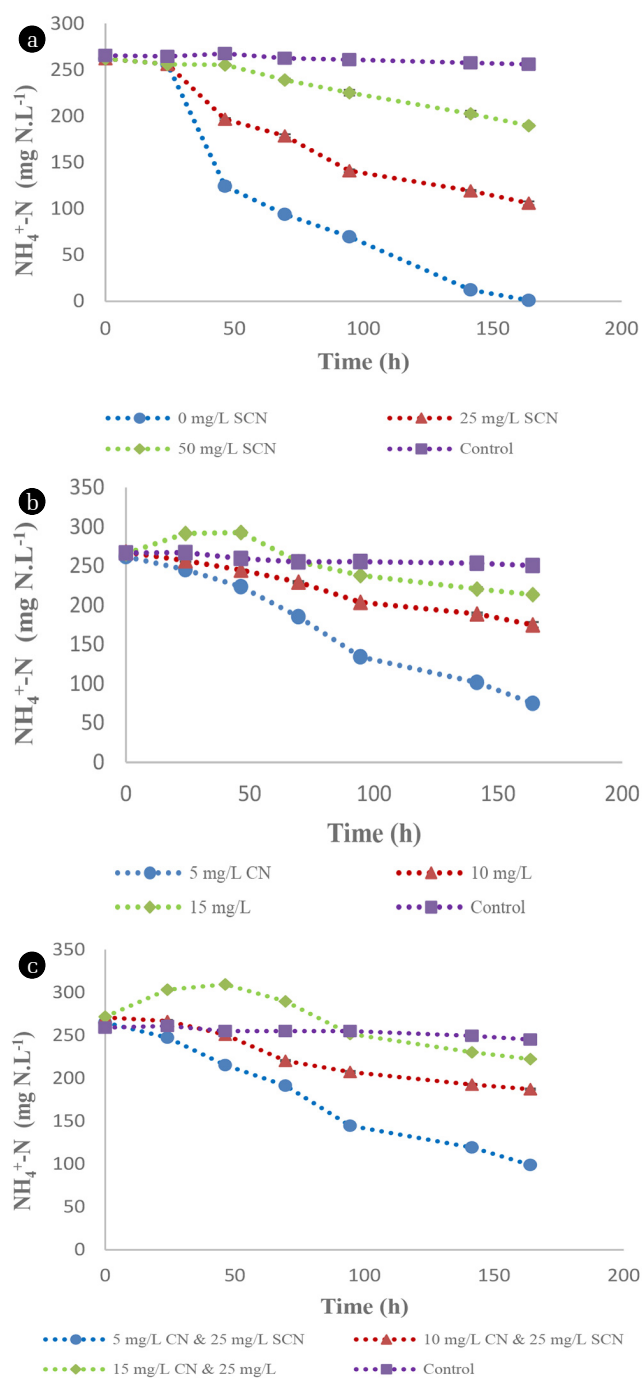 a
300
250
200
150
100
50
0
NH₄⁺-N (mg N.L⁻¹)
0 50 100 150 200
Time (h)
0 mg/L SCN 25 mg/L SCN
50 mg/L SCN Control
b
350
300
250
200
150
100
50
0
NH₄⁺-N (mg N.L⁻¹)
0 50 100 150 200
Time (h)
5 mg/L CN 10 mg/L
15 mg/L Control
c
350
300
250
200
150
100
50
0
NH₄⁺-N (mg N.L⁻¹)
0 50 100 150 200
Time (h)
5 mg/L CN & 25 mg/L SCN 10 mg/L CN & 25 mg/L SCN
15 mg/L CN & 25 mg/L Control